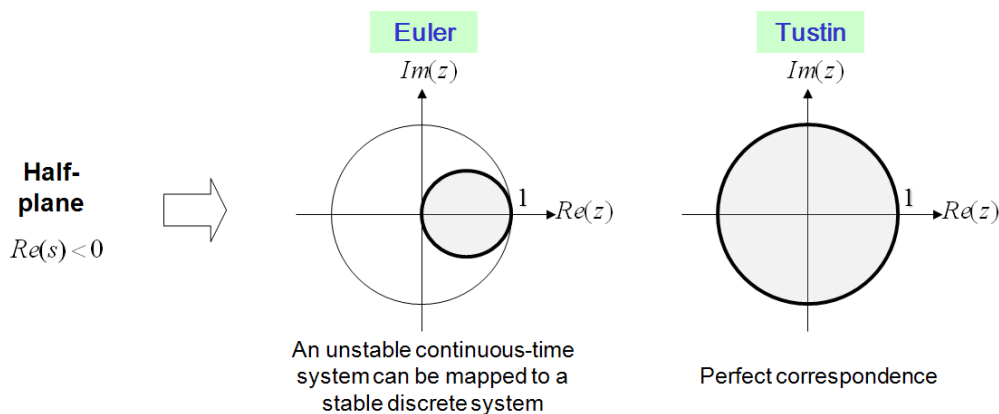 Euler
Tustin
Im(z)
Im(z)
Half-
plane
Re(s) < 0
1
Re(z)
1
Re(z)
An unstable continuous-time
system can be mapped to a
stable discrete system
Perfect correspondence